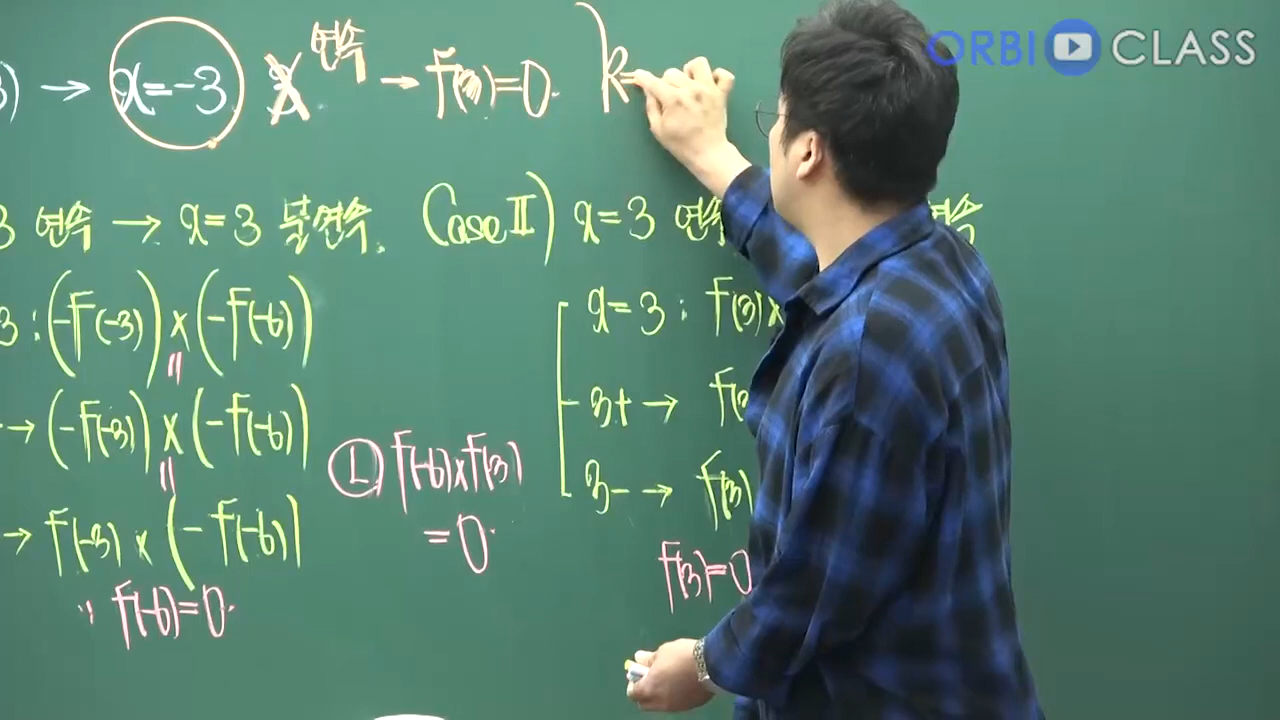 ORBI CLASS
3) → x=-3 x 연속 → f(3)=0. k=
3 연속 → x=3 불연속. Case Ⅱ) x=3 연속
3 : (-f(-3)) × (-f(-6))
=
→ (-f(-3)) × (-f(-6))
=
→ f(-3) × (-f(-6))
∵ f(-6)=0.
Ⓛ f(-6)×f(3)
=0.
x=3 : f(3)×
3+ → f(3
3- → f(3)
f(3)=0